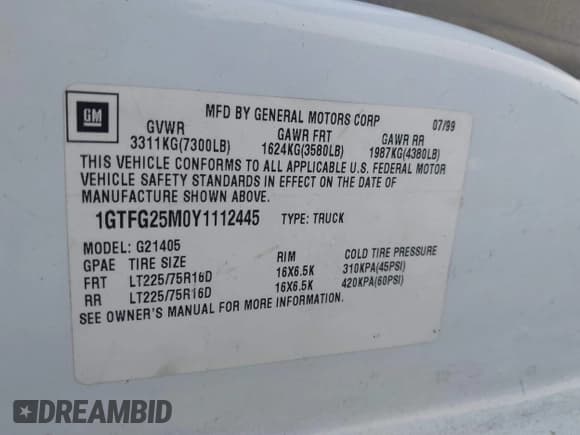 GM
MFD BY GENERAL MOTORS CORP 07/99
GVWR GAWR FRT GAWR RR
3311KG(7300LB) 1624KG(3580LB) 1987KG(4380LB)
THIS VEHICLE CONFORMS TO ALL APPLICABLE U.S. FEDERAL MOTOR
VEHICLE SAFETY STANDARDS IN EFFECT ON THE DATE OF
MANUFACTURE SHOWN ABOVE.
1GTFG25M0Y1112445 TYPE: TRUCK
MODEL: G21405
GPAE TIRE SIZE RIM COLD TIRE PRESSURE
FRT LT225/75R16D 16X6.5K 310KPA(45PSI)
RR LT225/75R16D 16X6.5K 420KPA(60PSI)
SEE OWNER'S MANUAL FOR MORE INFORMATION.
DREAMBID